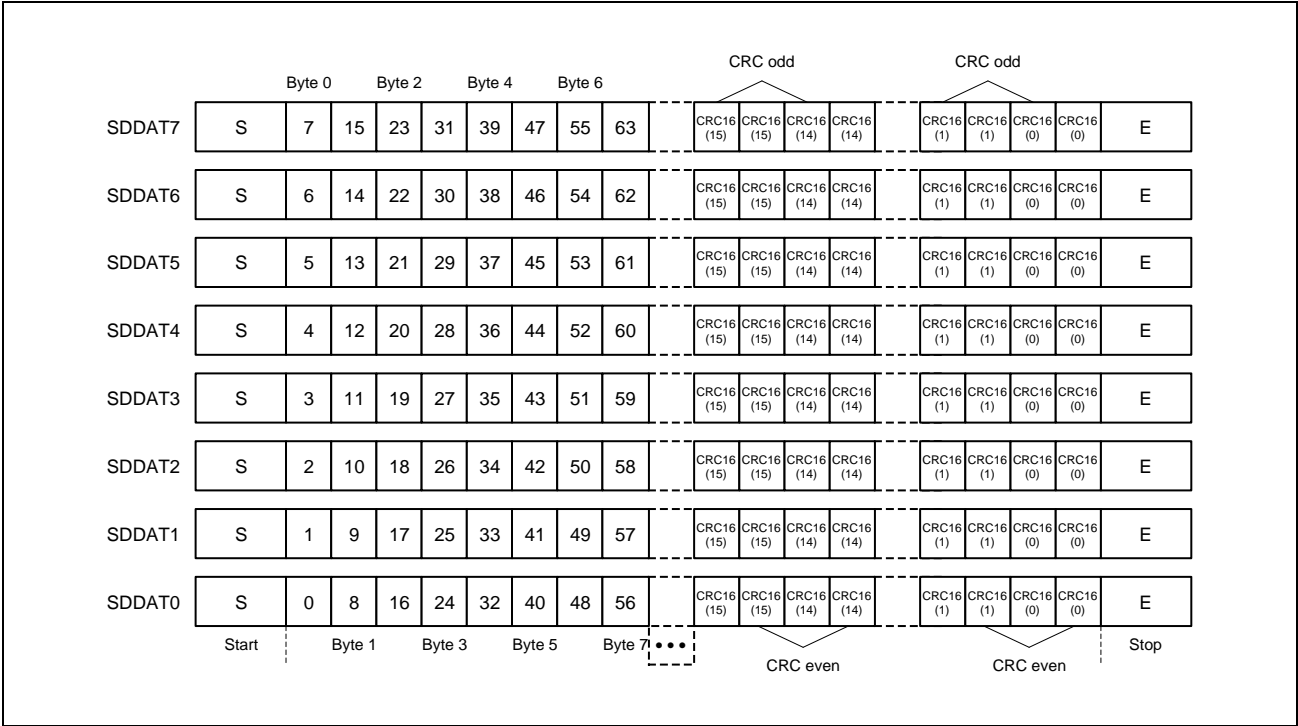 CRC odd CRC odd
Byte 0 Byte 2 Byte 4 Byte 6
SDDAT7 S 7 15 23 31 39 47 55 63 CRC16 (15) CRC16 (15) CRC16 (14) CRC16 (14) CRC16 (1) CRC16 (1) CRC16 (0) CRC16 (0) E
SDDAT6 S 6 14 22 30 38 46 54 62 CRC16 (15) CRC16 (15) CRC16 (14) CRC16 (14) CRC16 (1) CRC16 (1) CRC16 (0) CRC16 (0) E
SDDAT5 S 5 13 21 29 37 45 53 61 CRC16 (15) CRC16 (15) CRC16 (14) CRC16 (14) CRC16 (1) CRC16 (1) CRC16 (0) CRC16 (0) E
SDDAT4 S 4 12 20 28 36 44 52 60 CRC16 (15) CRC16 (15) CRC16 (14) CRC16 (14) CRC16 (1) CRC16 (1) CRC16 (0) CRC16 (0) E
SDDAT3 S 3 11 19 27 35 43 51 59 CRC16 (15) CRC16 (15) CRC16 (14) CRC16 (14) CRC16 (1) CRC16 (1) CRC16 (0) CRC16 (0) E
SDDAT2 S 2 10 18 26 34 42 50 58 CRC16 (15) CRC16 (15) CRC16 (14) CRC16 (14) CRC16 (1) CRC16 (1) CRC16 (0) CRC16 (0) E
SDDAT1 S 1 9 17 25 33 41 49 57 CRC16 (15) CRC16 (15) CRC16 (14) CRC16 (14) CRC16 (1) CRC16 (1) CRC16 (0) CRC16 (0) E
SDDAT0 S 0 8 16 24 32 40 48 56 CRC16 (15) CRC16 (15) CRC16 (14) CRC16 (14) CRC16 (1) CRC16 (1) CRC16 (0) CRC16 (0) E
Start Byte 1 Byte 3 Byte 5 Byte 7 ••• Stop
CRC even CRC even